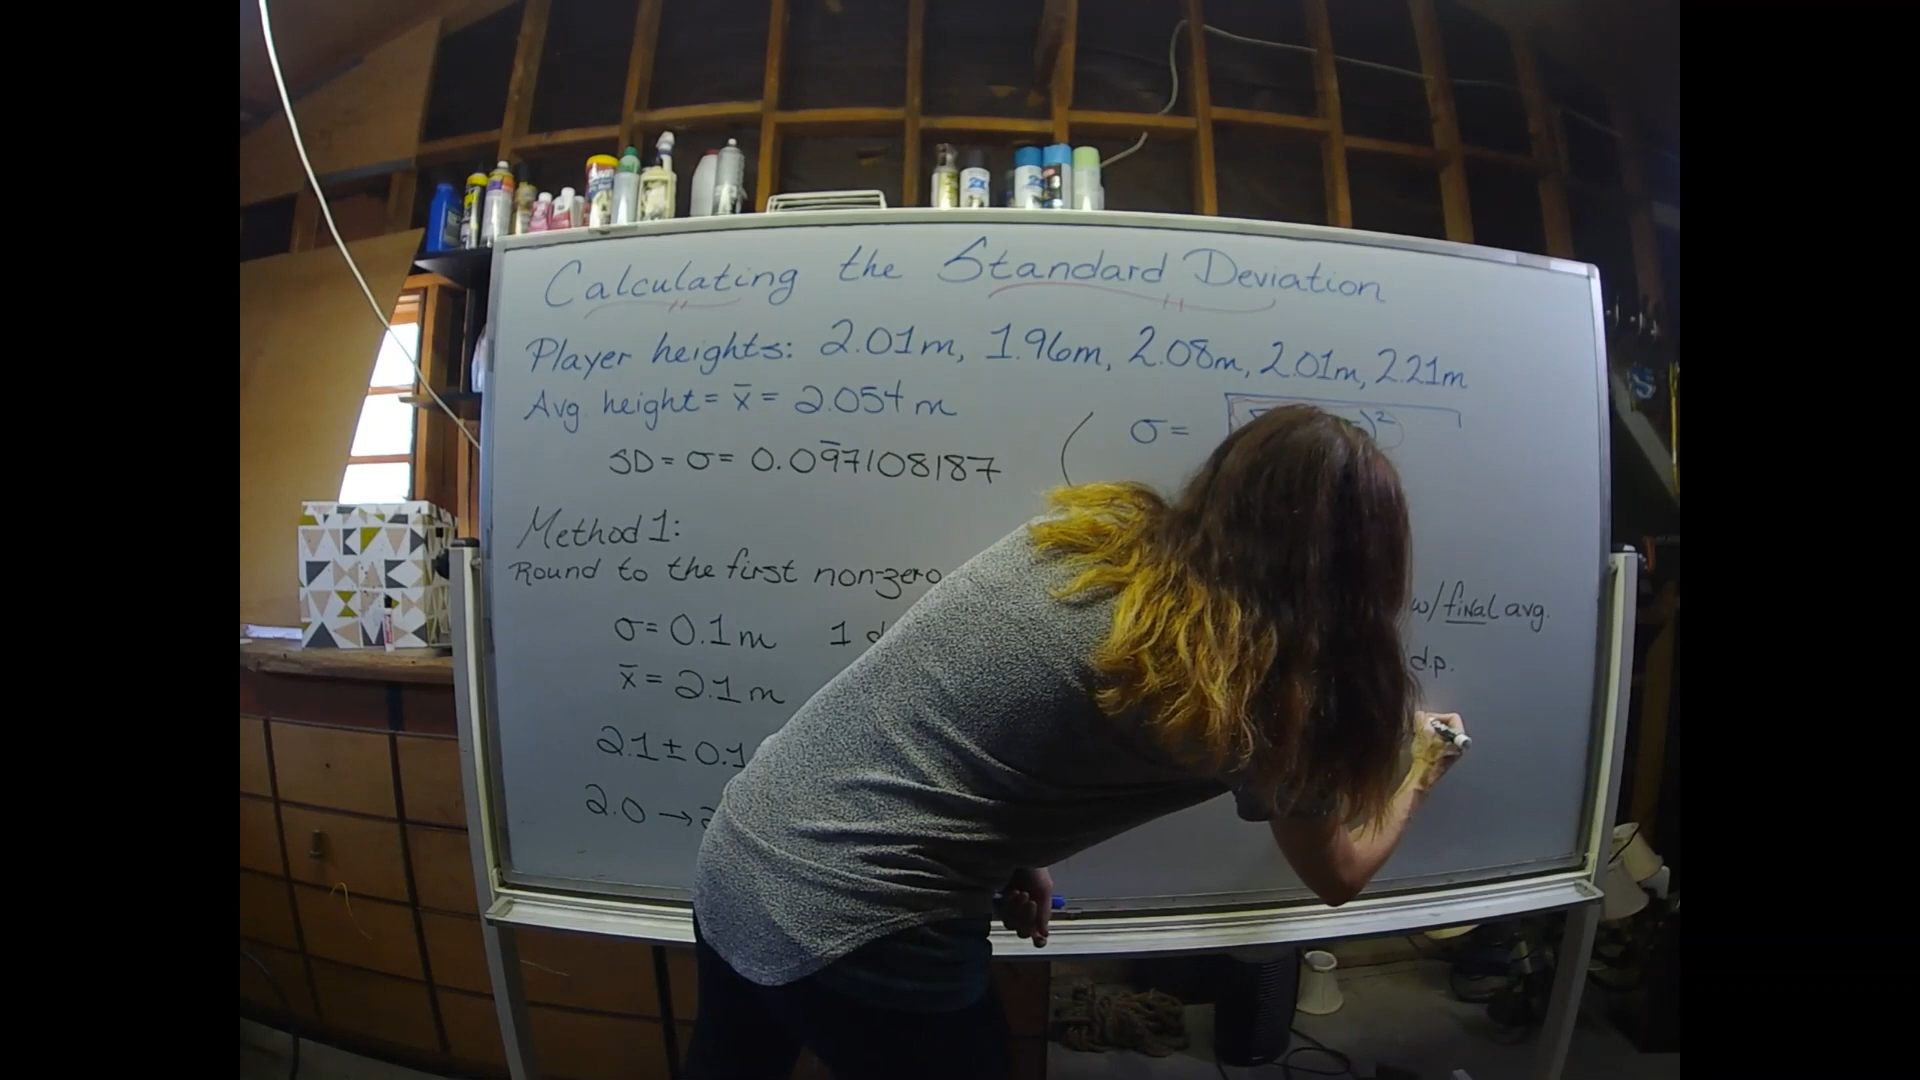 Calculating the Standard Deviation
Player heights: 2.01m, 1.96m, 2.08m, 2.01m, 2.21m
Avg. height = x̄ = 2.054 m
σ =
)²
SD = σ = 0.097108187
Method 1:
Round to the first non-zero
w/ final avg.
σ = 0.1 m 1 d
d.p.
x̄ = 2.1 m
2.1 ± 0.1
2.0 →